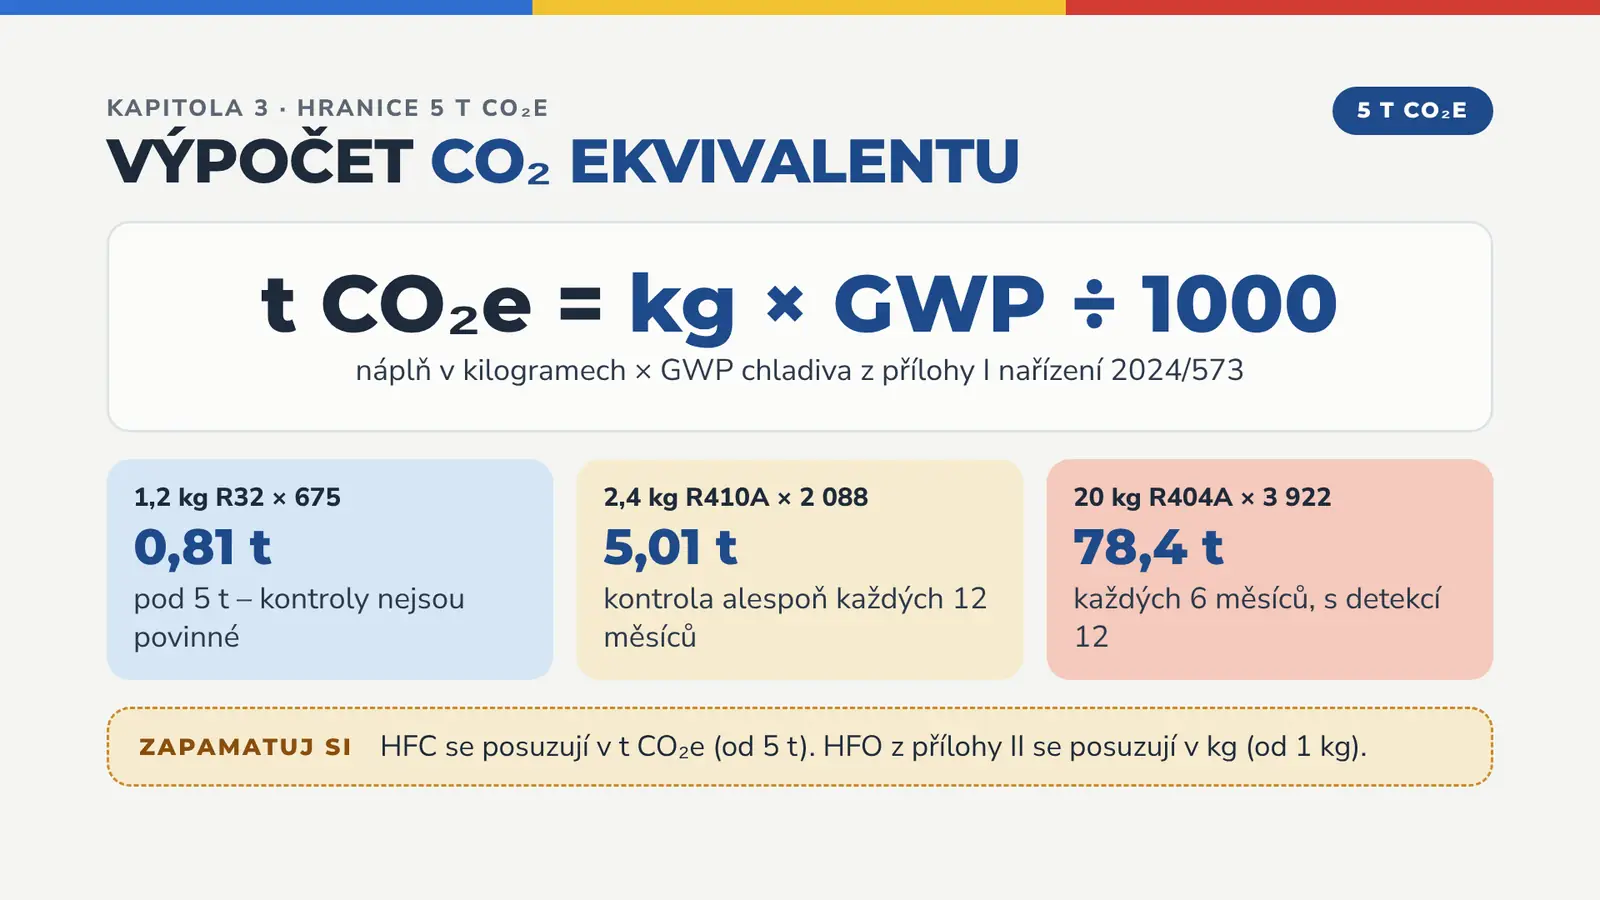 KAPITOLA 3 · HRANICE 5 T CO₂E
5 T CO₂E
VÝPOČET CO₂ EKVIVALENTU
t CO₂e = kg × GWP ÷ 1000
náplň v kilogramech × GWP chladiva z přílohy I nařízení 2024/573
1,2 kg R32 × 675
0,81 t
pod 5 t – kontroly nejsou
povinné
2,4 kg R410A × 2 088
5,01 t
kontrola alespoň každých 12
měsíců
20 kg R404A × 3 922
78,4 t
každých 6 měsíců, s detekcí
12
ZAPAMATUJ SI HFC se posuzují v t CO₂e (od 5 t). HFO z přílohy II se posuzují v kg (od 1 kg).